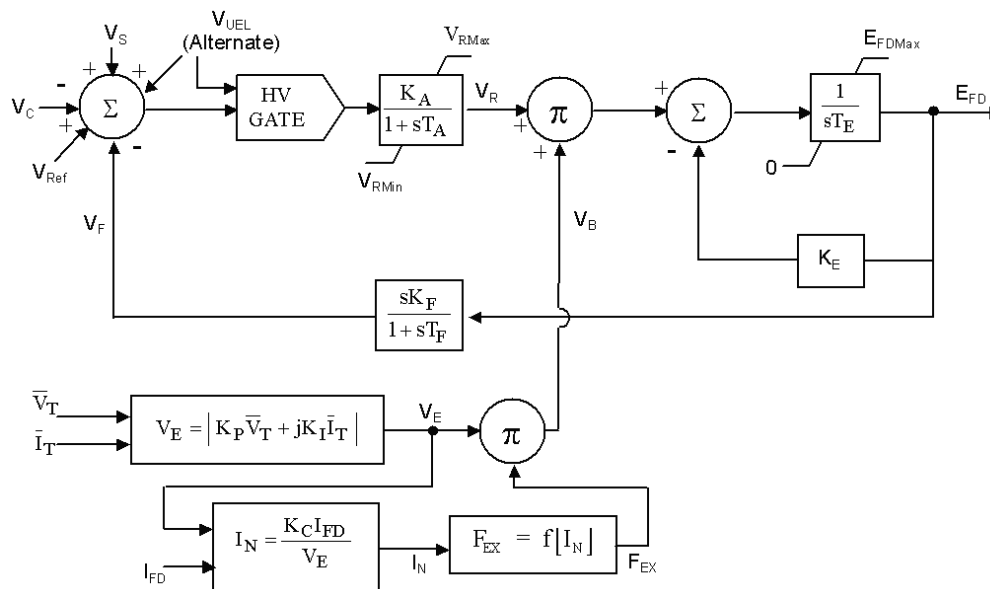 V_UEL
(Alternate)
V_S
V_C
V_Ref
V_F
+
+
-
+
-
Σ
HV
GATE
V_RMax
K_A
1 + sT_A
V_RMin
V_R
+
π
+
V_B
+
Σ
-
E_FDMax
1
sT_E
0
E_FD
K_E
sK_F
1 + sT_F
V̅_T
I̅_T
V_E = |K_P V̅_T + jK_I I̅_T|
V_E
π
I_FD
I_N = K_C I_FD
V_E
I_N
F_EX = f⌊I_N⌋
F_EX